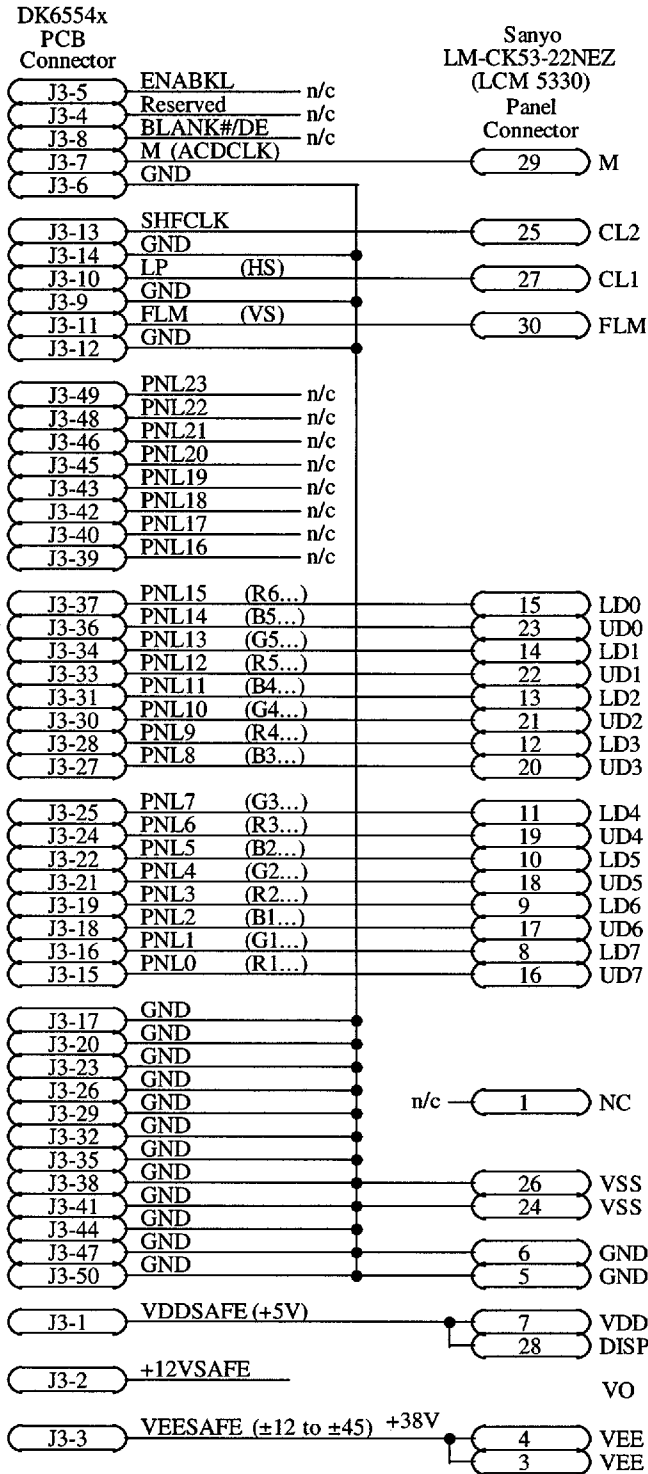 DK6554x
PCB
Connector
Sanyo
LM-CK53-22NEZ
(LCM 5330)
Panel
Connector
J3-5 ENABKL n/c
J3-4 Reserved n/c
J3-8 BLANK#/DE n/c
J3-7 M (ACDCLK) 29 M
J3-6 GND
J3-13 SHFCLK 25 CL2
J3-14 GND
J3-10 LP (HS) 27 CL1
J3-9 GND
J3-11 FLM (VS) 30 FLM
J3-12 GND
J3-49 PNL23 n/c
J3-48 PNL22 n/c
J3-46 PNL21 n/c
J3-45 PNL20 n/c
J3-43 PNL19 n/c
J3-42 PNL18 n/c
J3-40 PNL17 n/c
J3-39 PNL16 n/c
J3-37 PNL15 (R6...) 15 LD0
J3-36 PNL14 (B5...) 23 UD0
J3-34 PNL13 (G5...) 14 LD1
J3-33 PNL12 (R5...) 22 UD1
J3-31 PNL11 (B4...) 13 LD2
J3-30 PNL10 (G4...) 21 UD2
J3-28 PNL9 (R4...) 12 LD3
J3-27 PNL8 (B3...) 20 UD3
J3-25 PNL7 (G3...) 11 LD4
J3-24 PNL6 (R3...) 19 UD4
J3-22 PNL5 (B2...) 10 LD5
J3-21 PNL4 (G2...) 18 UD5
J3-19 PNL3 (R2...) 9 LD6
J3-18 PNL2 (B1...) 17 UD6
J3-16 PNL1 (G1...) 8 LD7
J3-15 PNL0 (R1...) 16 UD7
J3-17 GND
J3-20 GND
J3-23 GND
J3-26 GND
J3-29 GND n/c 1 NC
J3-32 GND
J3-35 GND
J3-38 GND 26 VSS
J3-41 GND 24 VSS
J3-44 GND
J3-47 GND 6 GND
J3-50 GND 5 GND
J3-1 VDDSAFE (+5V) 7 VDD
28 DISP
J3-2 +12VSAFE VO
J3-3 VEESAFE (±12 to ±45) +38V 4 VEE
3 VEE